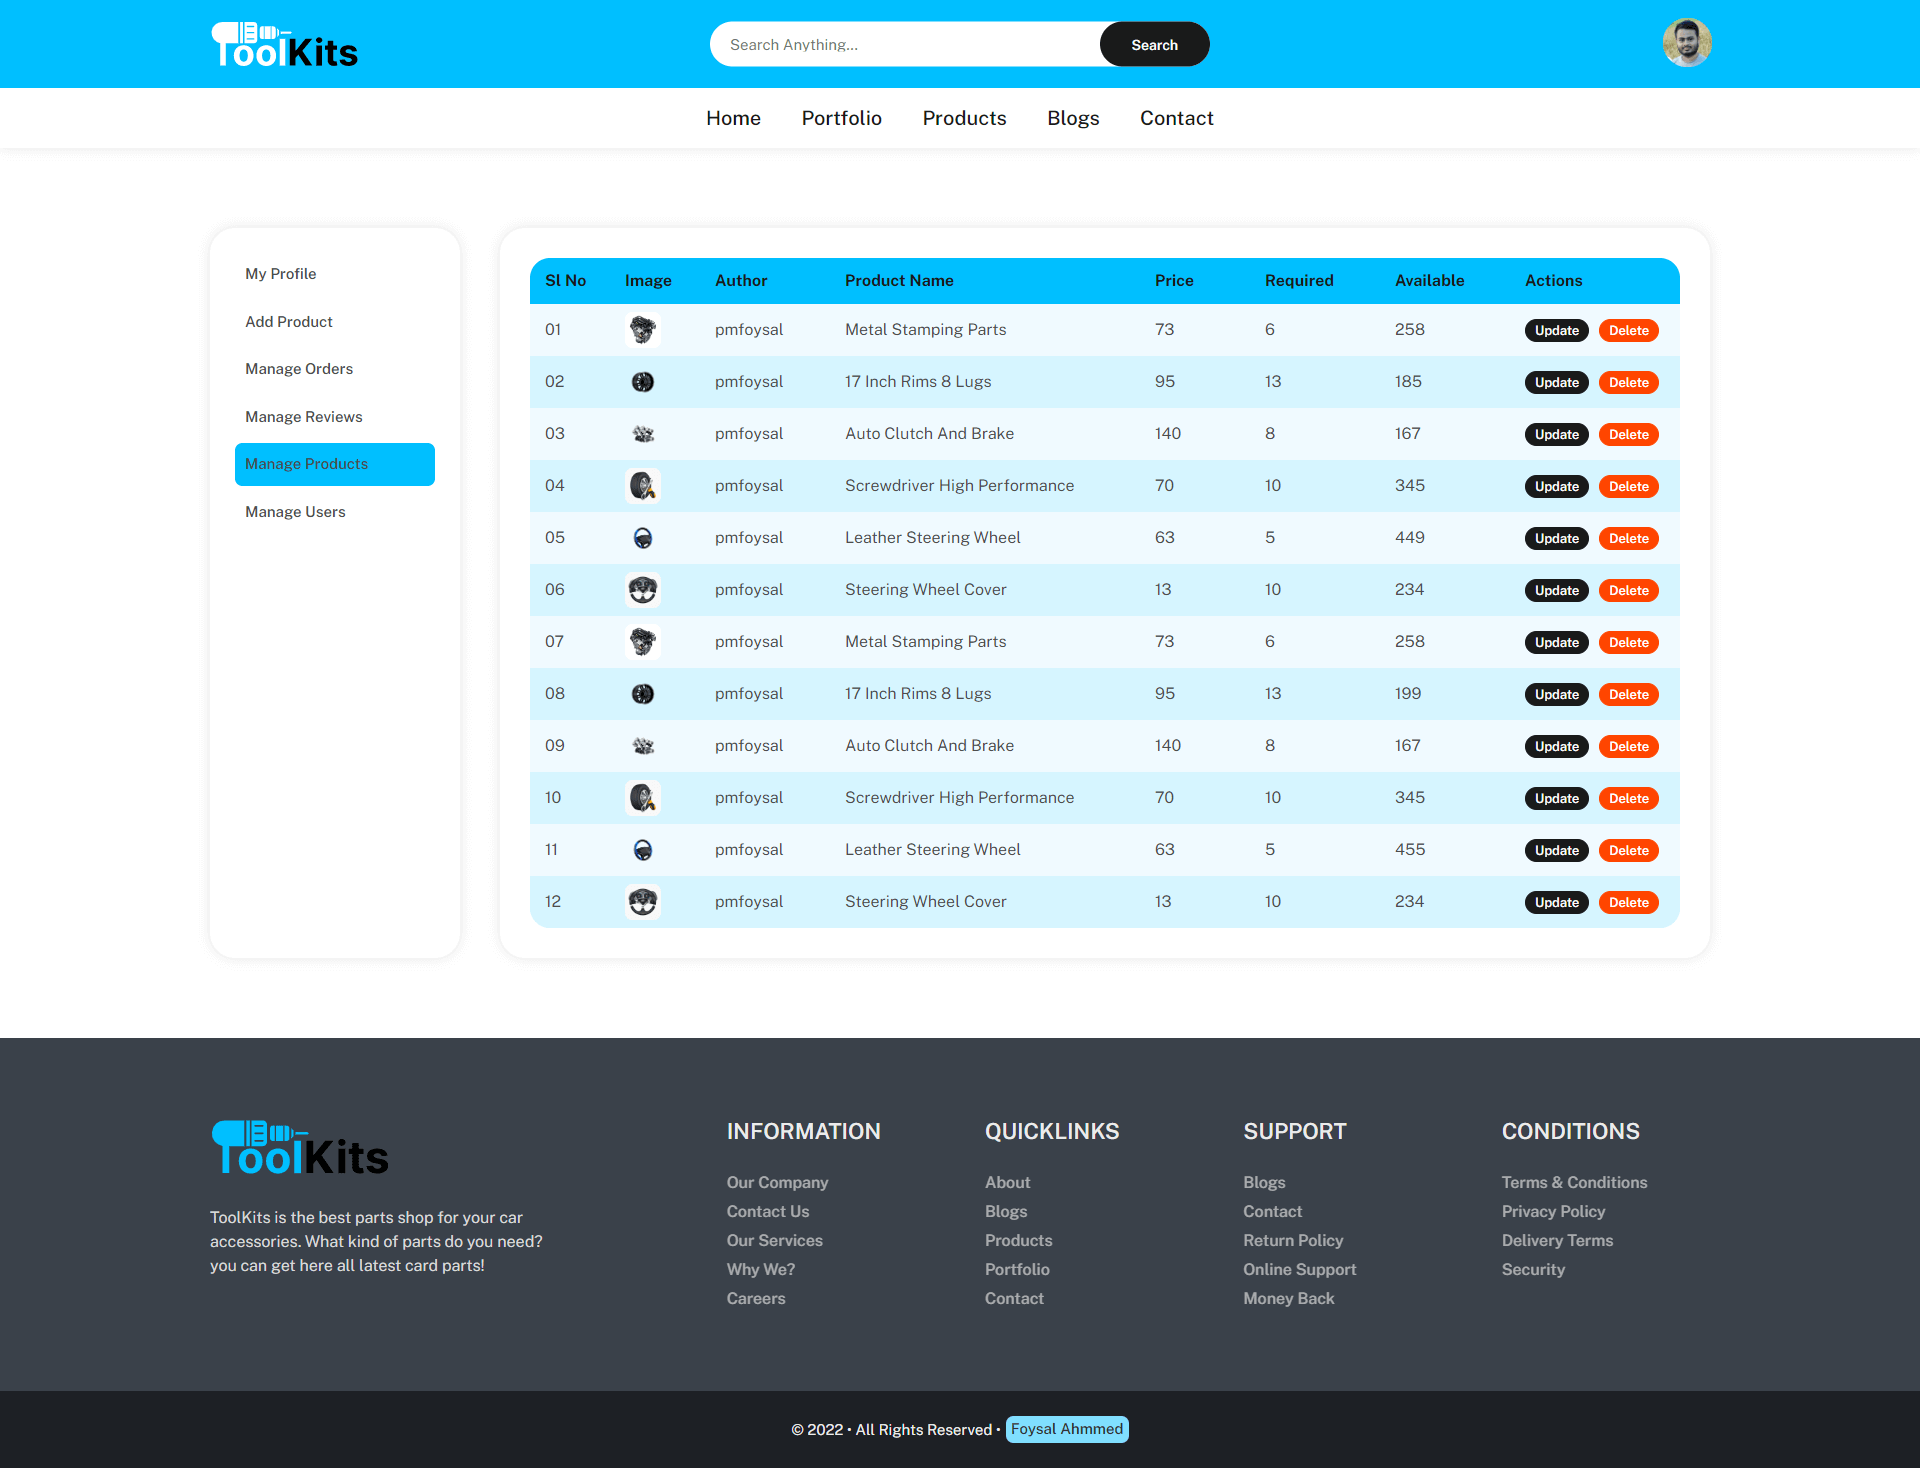 ToolKits
Search Anything...
Search
Home Portfolio Products Blogs Contact
My Profile
Add Product
Manage Orders
Manage Reviews
Manage Products
Manage Users
Sl No Image Author Product Name Price Required Available Actions
01 pmfoysal Metal Stamping Parts 73 6 258 Update Delete
02 pmfoysal 17 Inch Rims 8 Lugs 95 13 185 Update Delete
03 pmfoysal Auto Clutch And Brake 140 8 167 Update Delete
04 pmfoysal Screwdriver High Performance 70 10 345 Update Delete
05 pmfoysal Leather Steering Wheel 63 5 449 Update Delete
06 pmfoysal Steering Wheel Cover 13 10 234 Update Delete
07 pmfoysal Metal Stamping Parts 73 6 258 Update Delete
08 pmfoysal 17 Inch Rims 8 Lugs 95 13 199 Update Delete
09 pmfoysal Auto Clutch And Brake 140 8 167 Update Delete
10 pmfoysal Screwdriver High Performance 70 10 345 Update Delete
11 pmfoysal Leather Steering Wheel 63 5 455 Update Delete
12 pmfoysal Steering Wheel Cover 13 10 234 Update Delete
ToolKits
ToolKits is the best parts shop for your car
accessories. What kind of parts do you need?
you can get here all latest card parts!
INFORMATION
Our Company
Contact Us
Our Services
Why We?
Careers
QUICKLINKS
About
Blogs
Products
Portfolio
Contact
SUPPORT
Blogs
Contact
Return Policy
Online Support
Money Back
CONDITIONS
Terms & Conditions
Privacy Policy
Delivery Terms
Security
© 2022 • All Rights Reserved • Foysal Ahmmed